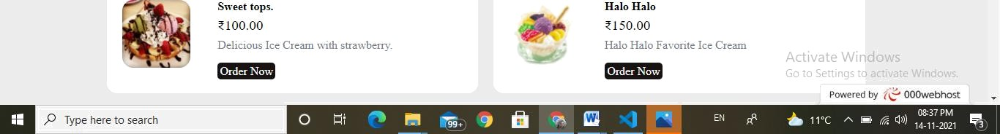 Sweet tops.
₹100.00
Delicious Ice Cream with strawberry.
Order Now
Halo Halo
₹150.00
Halo Halo Favorite Ice Cream
Order Now
Activate Windows
Go to Settings to activate Windows.
Powered by 000webhost
Type here to search
99+
W
EN
11°C
08:37 PM
14-11-2021
3